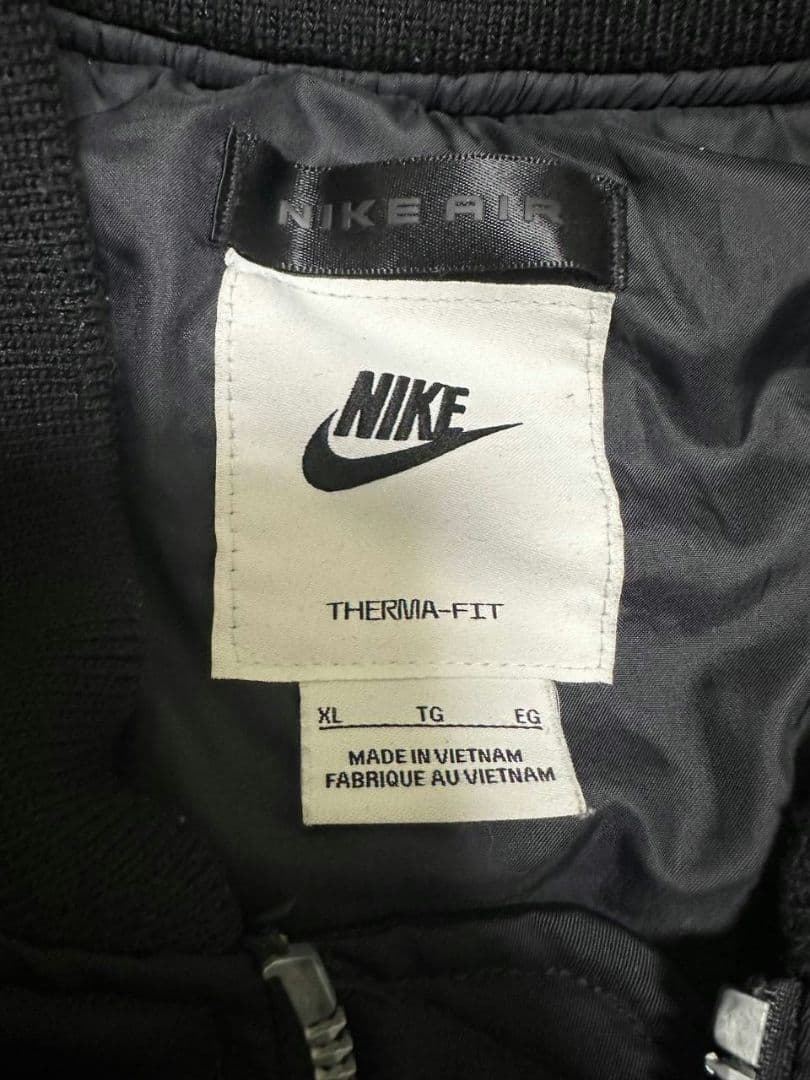 NIKE AIR
NIKE
THERMA-FIT
XL TG EG
MADE IN VIETNAM
FABRIQUE AU VIETNAM